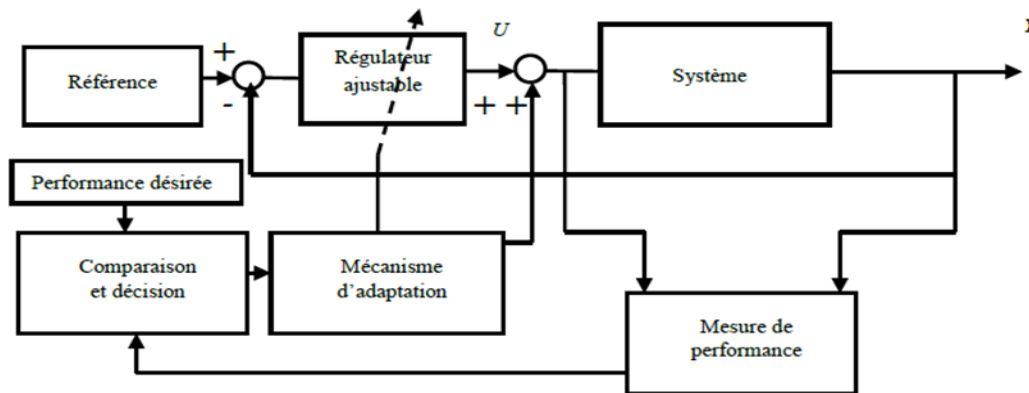 U
+
Régulateur
ajustable
Référence
Système
-
+ +
Performance désirée
Comparaison
et décision
Mécanisme
d'adaptation
Mesure de
performance